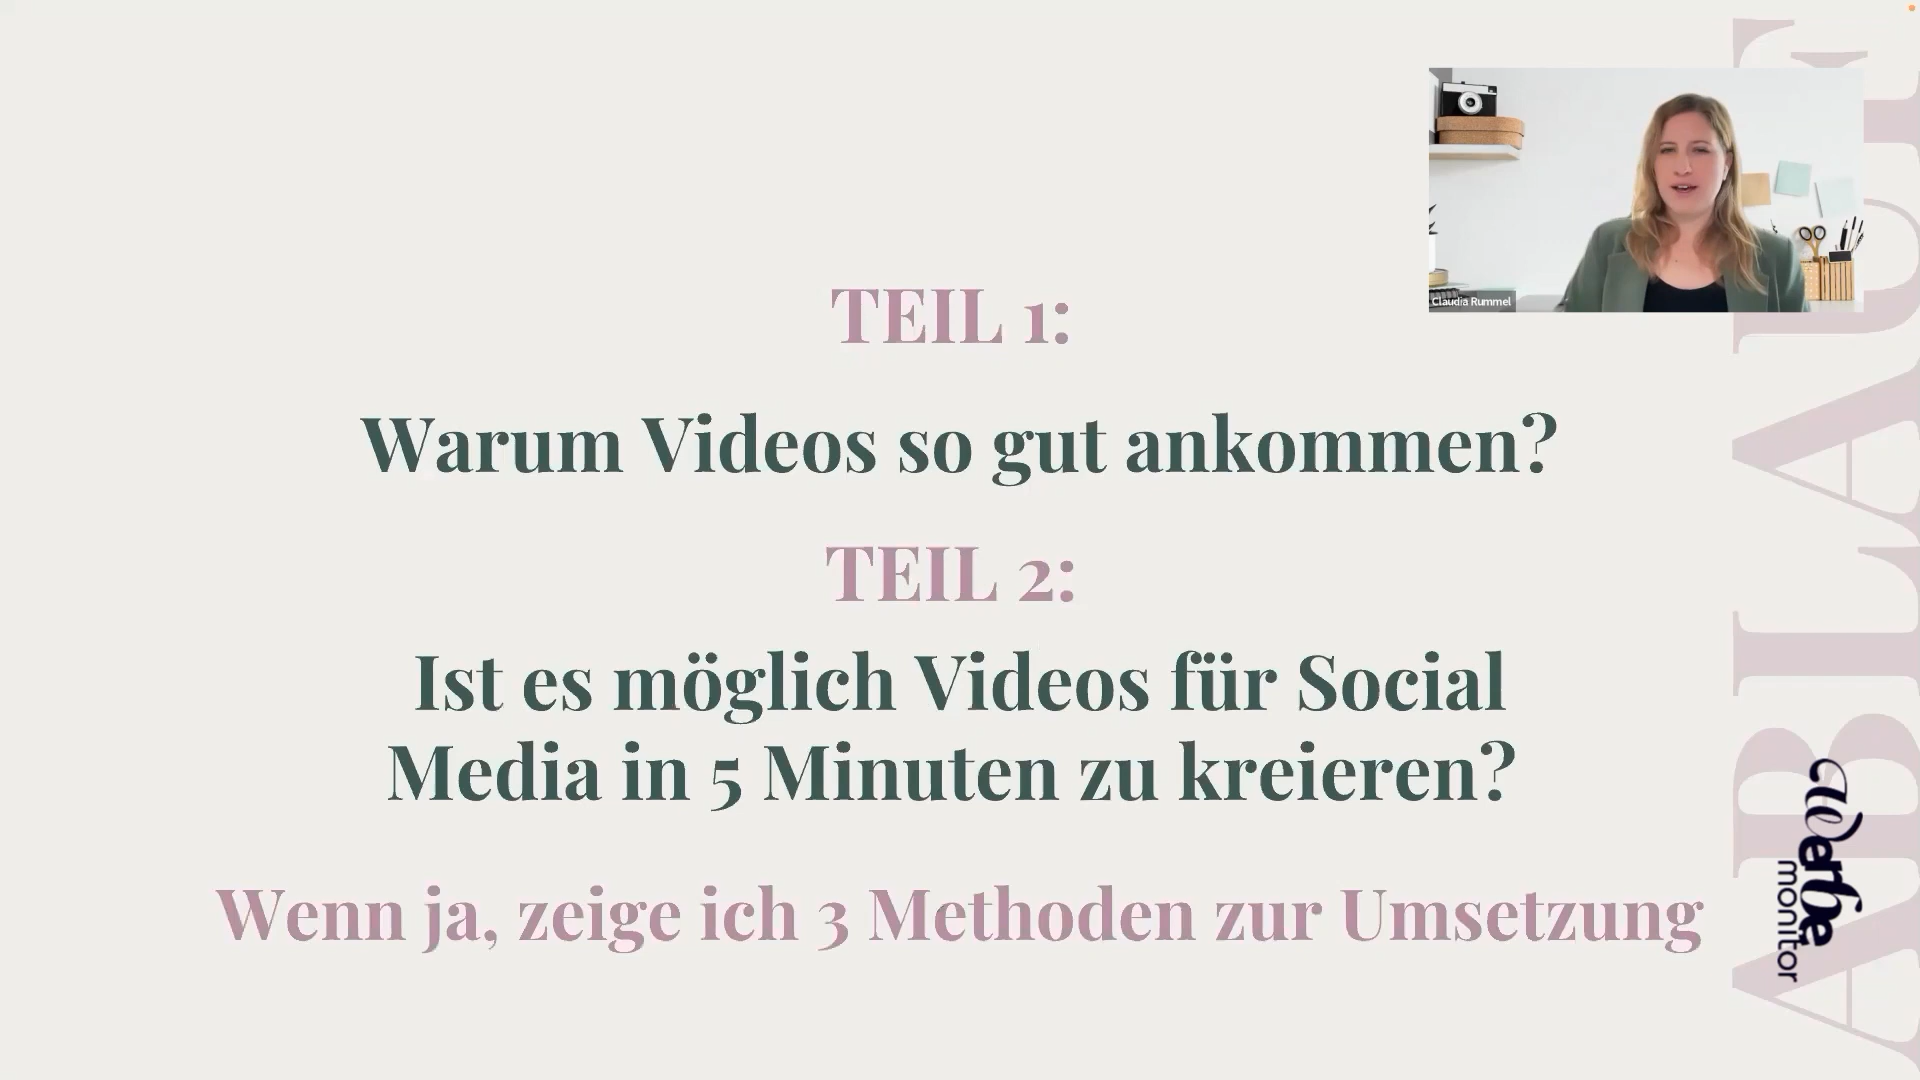 TEIL 1:
Warum Videos so gut ankommen?
TEIL 2:
Ist es möglich Videos für Social
Media in 5 Minuten zu kreieren?
Wenn ja, zeige ich 3 Methoden zur Umsetzung
Claudia Rummel
ABLAUF
Werbe
monitor